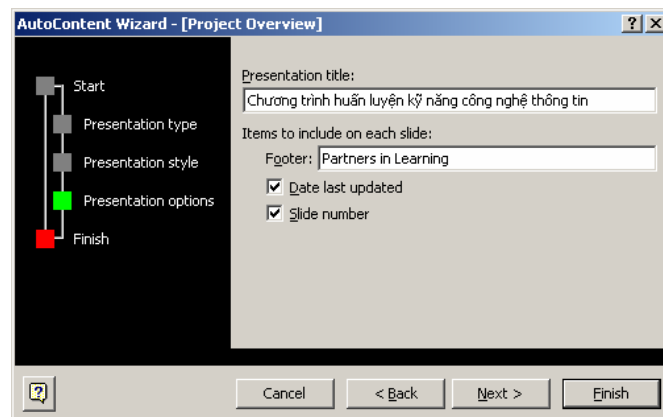 AutoContent Wizard - [Project Overview]
Start
Presentation type
Presentation style
Presentation options
Finish
Presentation title:
Chương trình huấn luyện kỹ năng công nghệ thông tin
Items to include on each slide:
Footer: Partners in Learning
Date last updated
Slide number
Cancel
< Back
Next >
Finish